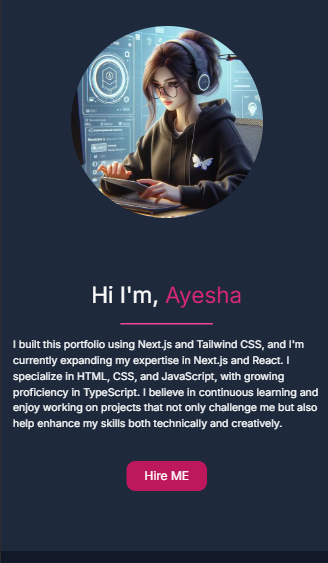 Hi I'm, Ayesha
I built this portfolio using Next.js and Tailwind CSS, and I'm
currently expanding my expertise in Next.js and React. I
specialize in HTML, CSS, and JavaScript, with growing
proficiency in TypeScript. I believe in continuous learning and
enjoy working on projects that not only challenge me but also
help enhance my skills both technically and creatively.
Hire ME